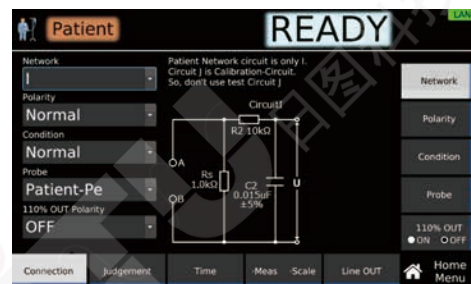 LAN
Patient
READY
Network
I
Polarity
Normal
Condition
Normal
Probe
Patient-Pe
110% OUT Polarity
OFF
Patient Network circuit is only I.
Circuit J is Calibration-Circuit.
So, don't use test Circuit J
CircuitI
R2 10kΩ
A
Rs
1.0kΩ
B
C2
0.015uF
±5%
U
Network
Polarity
Condition
Probe
110% OUT
ON OFF
Connection
Judgement
Time
-Meas -Scale
Line OUT
Home
Menu